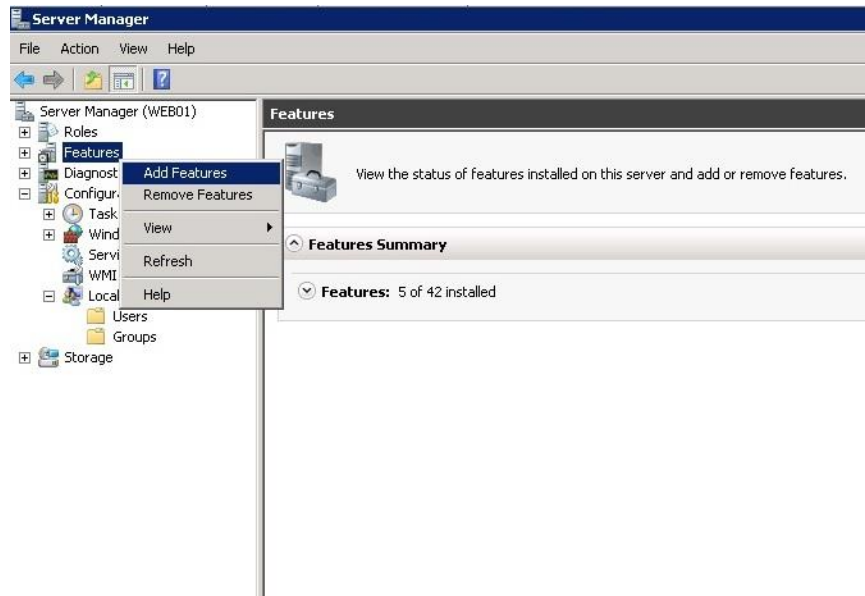 Server Manager
File Action View Help
Server Manager (WEB01)
Roles
Features
Diagnost
Configur
Task
Wind
Servi
WMI
Local
Users
Groups
Storage
Add Features
Remove Features
View
Refresh
Help
Features
View the status of features installed on this server and add or remove features.
Features Summary
Features: 5 of 42 installed